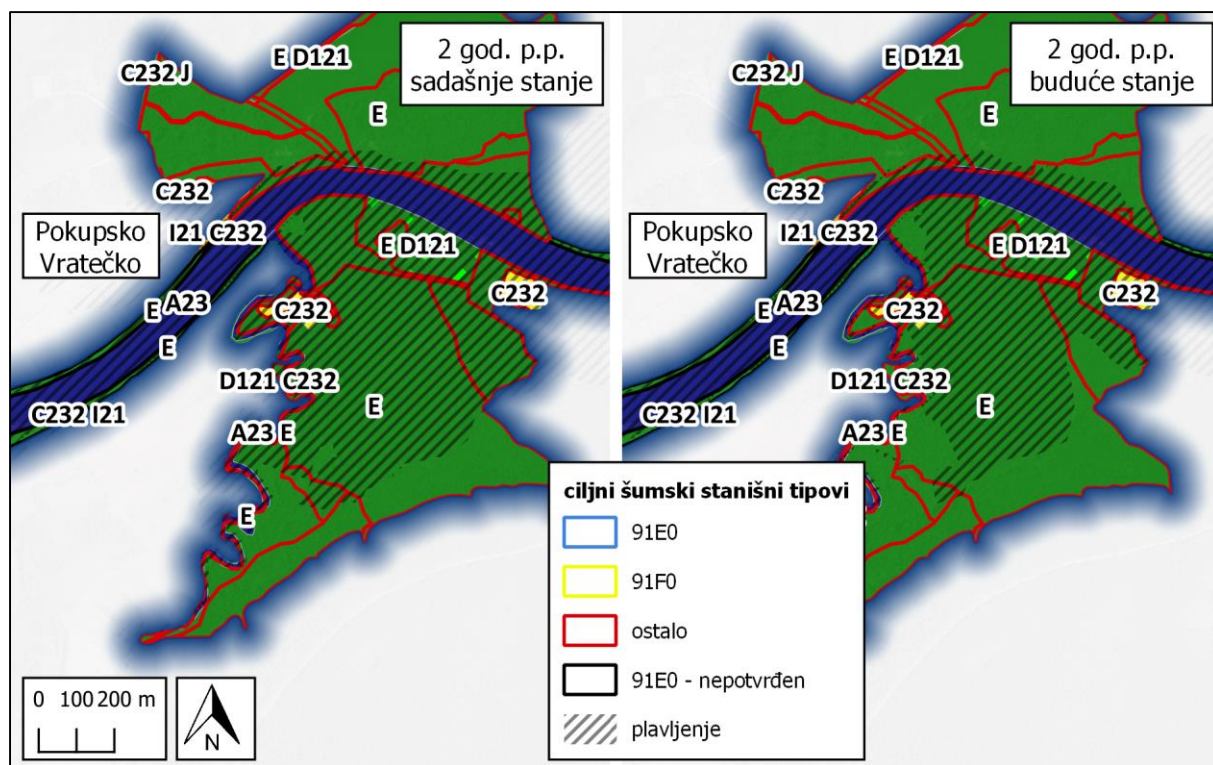 2 god. p.p.
sadašnje stanje
E D121
C232 J
E
C232
Pokupsko
Vratečko
I21 C232
E D121
C232
C232
E A23
E
D121 C232
E
C232 I21
A23 E
E
0 100 200 m
N
2 god. p.p.
buduće stanje
E D121
C232 J
E
C232
Pokupsko
Vratečko
I21 C232
E D121
C232
C232
E A23
E
D121 C232
E
C232 I21
A23 E
ciljni šumski stanišni tipovi
91E0
91F0
ostalo
91E0 - nepotvrđen
plavljenje